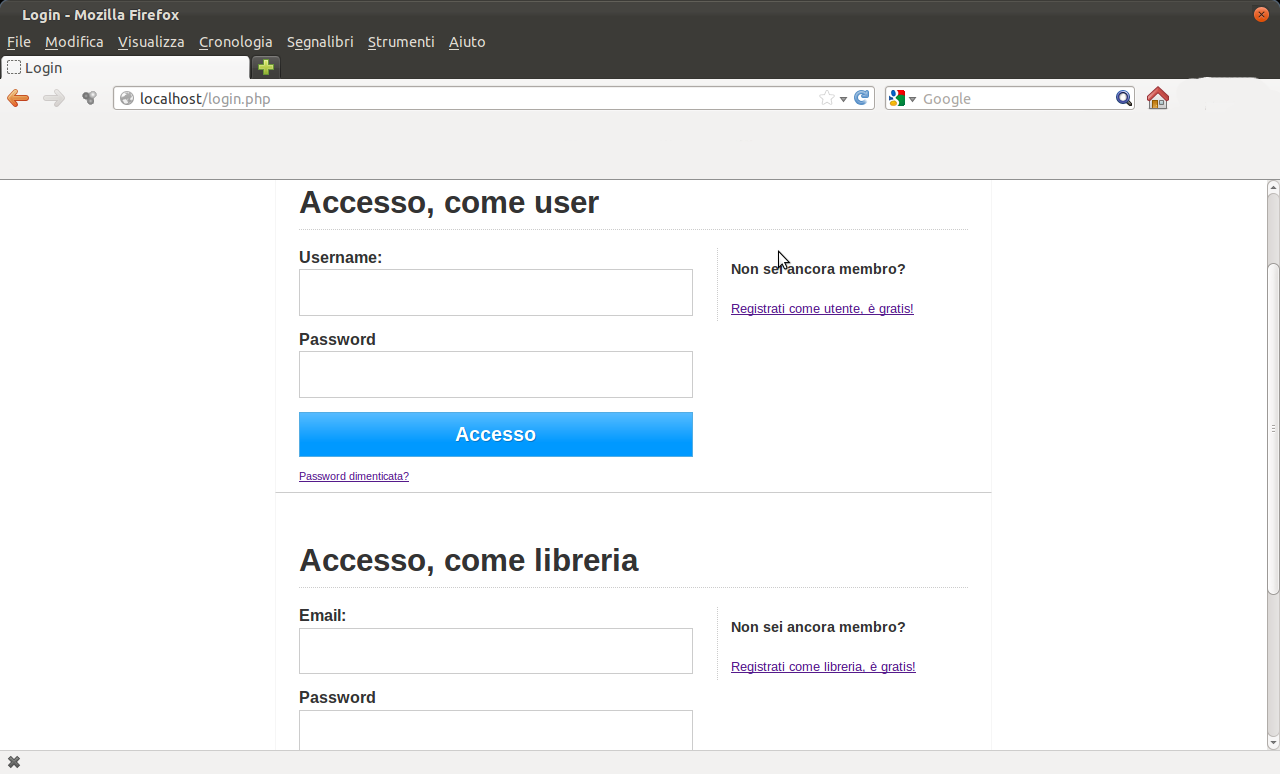 Login - Mozilla Firefox
File Modifica Visualizza Cronologia Segnalibri Strumenti Aiuto
Login
localhost/login.php Google
Accesso, come user
Username:
Non sei ancora membro?
Registrati come utente, è gratis!
Password
Accesso
Password dimenticata?
Accesso, come libreria
Email:
Non sei ancora membro?
Registrati come libreria, è gratis!
Password